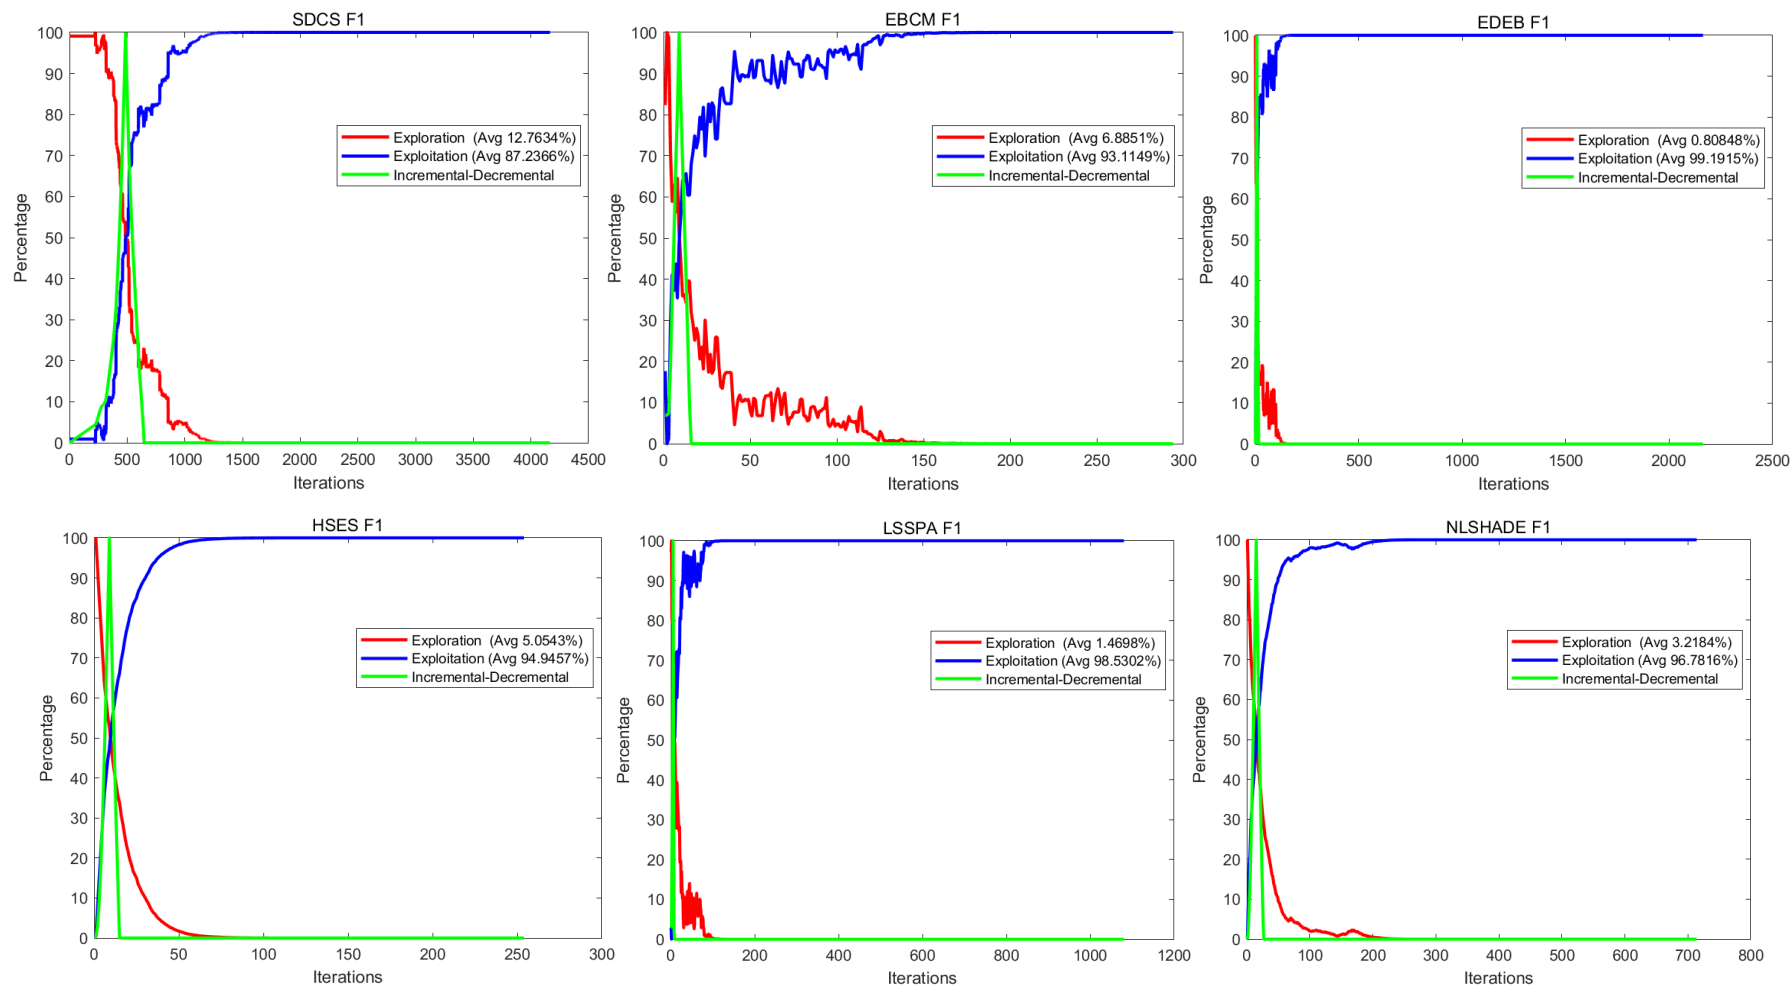 SDCS F1
100
90
80
70
60
50
40
30
20
10
0
Percentage
Exploration (Avg 12.7634%)
Exploitation (Avg 87.2366%)
Incremental-Decremental
0 500 1000 1500 2000 2500 3000 3500 4000 4500
Iterations
EBCM F1
100
90
80
70
60
50
40
30
20
10
0
Percentage
Exploration (Avg 6.8851%)
Exploitation (Avg 93.1149%)
Incremental-Decremental
0 50 100 150 200 250 300
Iterations
EDEB F1
100
90
80
70
60
50
40
30
20
10
0
Percentage
Exploration (Avg 0.80848%)
Exploitation (Avg 99.1915%)
Incremental-Decremental
0 500 1000 1500 2000 2500
Iterations
HSES F1
100
90
80
70
60
50
40
30
20
10
0
Percentage
Exploration (Avg 5.0543%)
Exploitation (Avg 94.9457%)
Incremental-Decremental
0 50 100 150 200 250 300
Iterations
LSSPA F1
100
90
80
70
60
50
40
30
20
10
0
Percentage
Exploration (Avg 1.4698%)
Exploitation (Avg 98.5302%)
Incremental-Decremental
0 200 400 600 800 1000 1200
Iterations
NLSHADE F1
100
90
80
70
60
50
40
30
20
10
0
Percentage
Exploration (Avg 3.2184%)
Exploitation (Avg 96.7816%)
Incremental-Decremental
0 100 200 300 400 500 600 700 800
Iterations